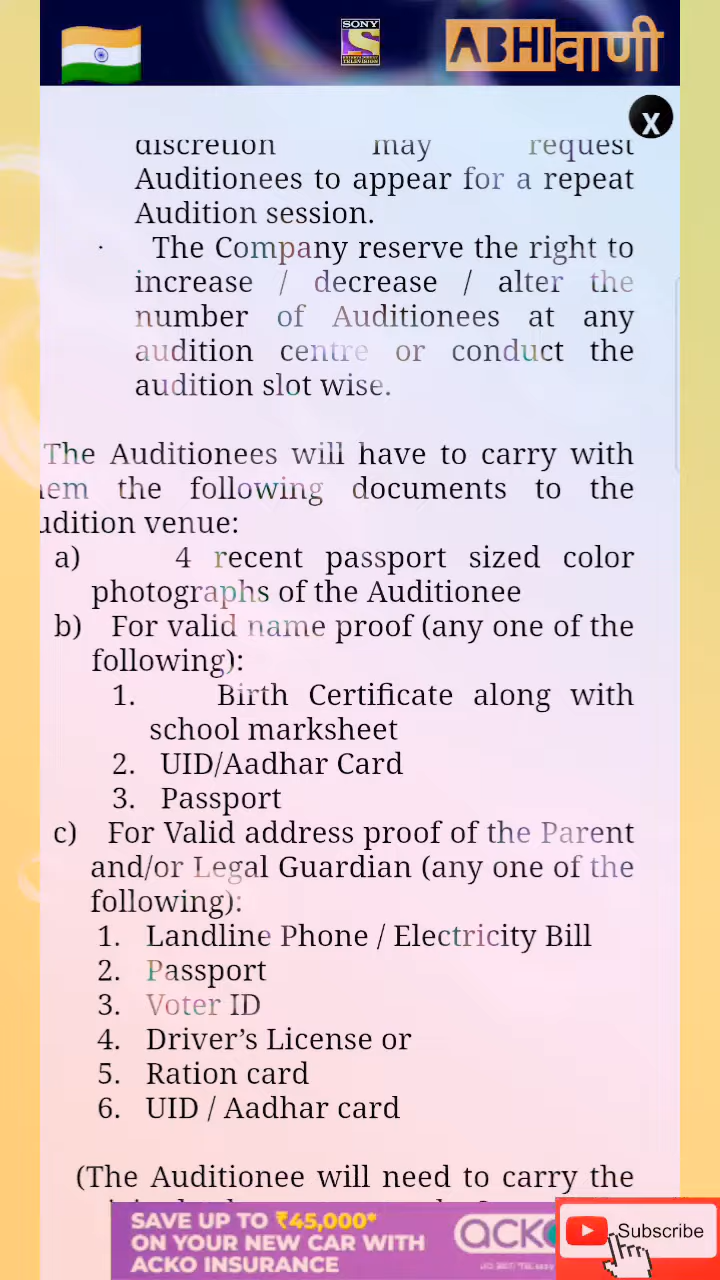 SONY
S
ENTERTAINMENT
TELEVISION
ABHIवाणी
X
discretion may request
Auditionees to appear for a repeat
Audition session.
· The Company reserve the right to
increase / decrease / alter the
number of Auditionees at any
audition centre or conduct the
audition slot wise.
The Auditionees will have to carry with
em the following documents to the
udition venue:
a) 4 recent passport sized color
photographs of the Auditionee
b) For valid name proof (any one of the
following):
1. Birth Certificate along with
school marksheet
2. UID/Aadhar Card
3. Passport
c) For Valid address proof of the Parent
and/or Legal Guardian (any one of the
following):
1. Landline Phone / Electricity Bill
2. Passport
3. Voter ID
4. Driver’s License or
5. Ration card
6. UID / Aadhar card
(The Auditionee will need to carry the
SAVE UP TO ₹45,000*
ON YOUR NEW CAR WITH
ACKO INSURANCE
acko
Subscribe